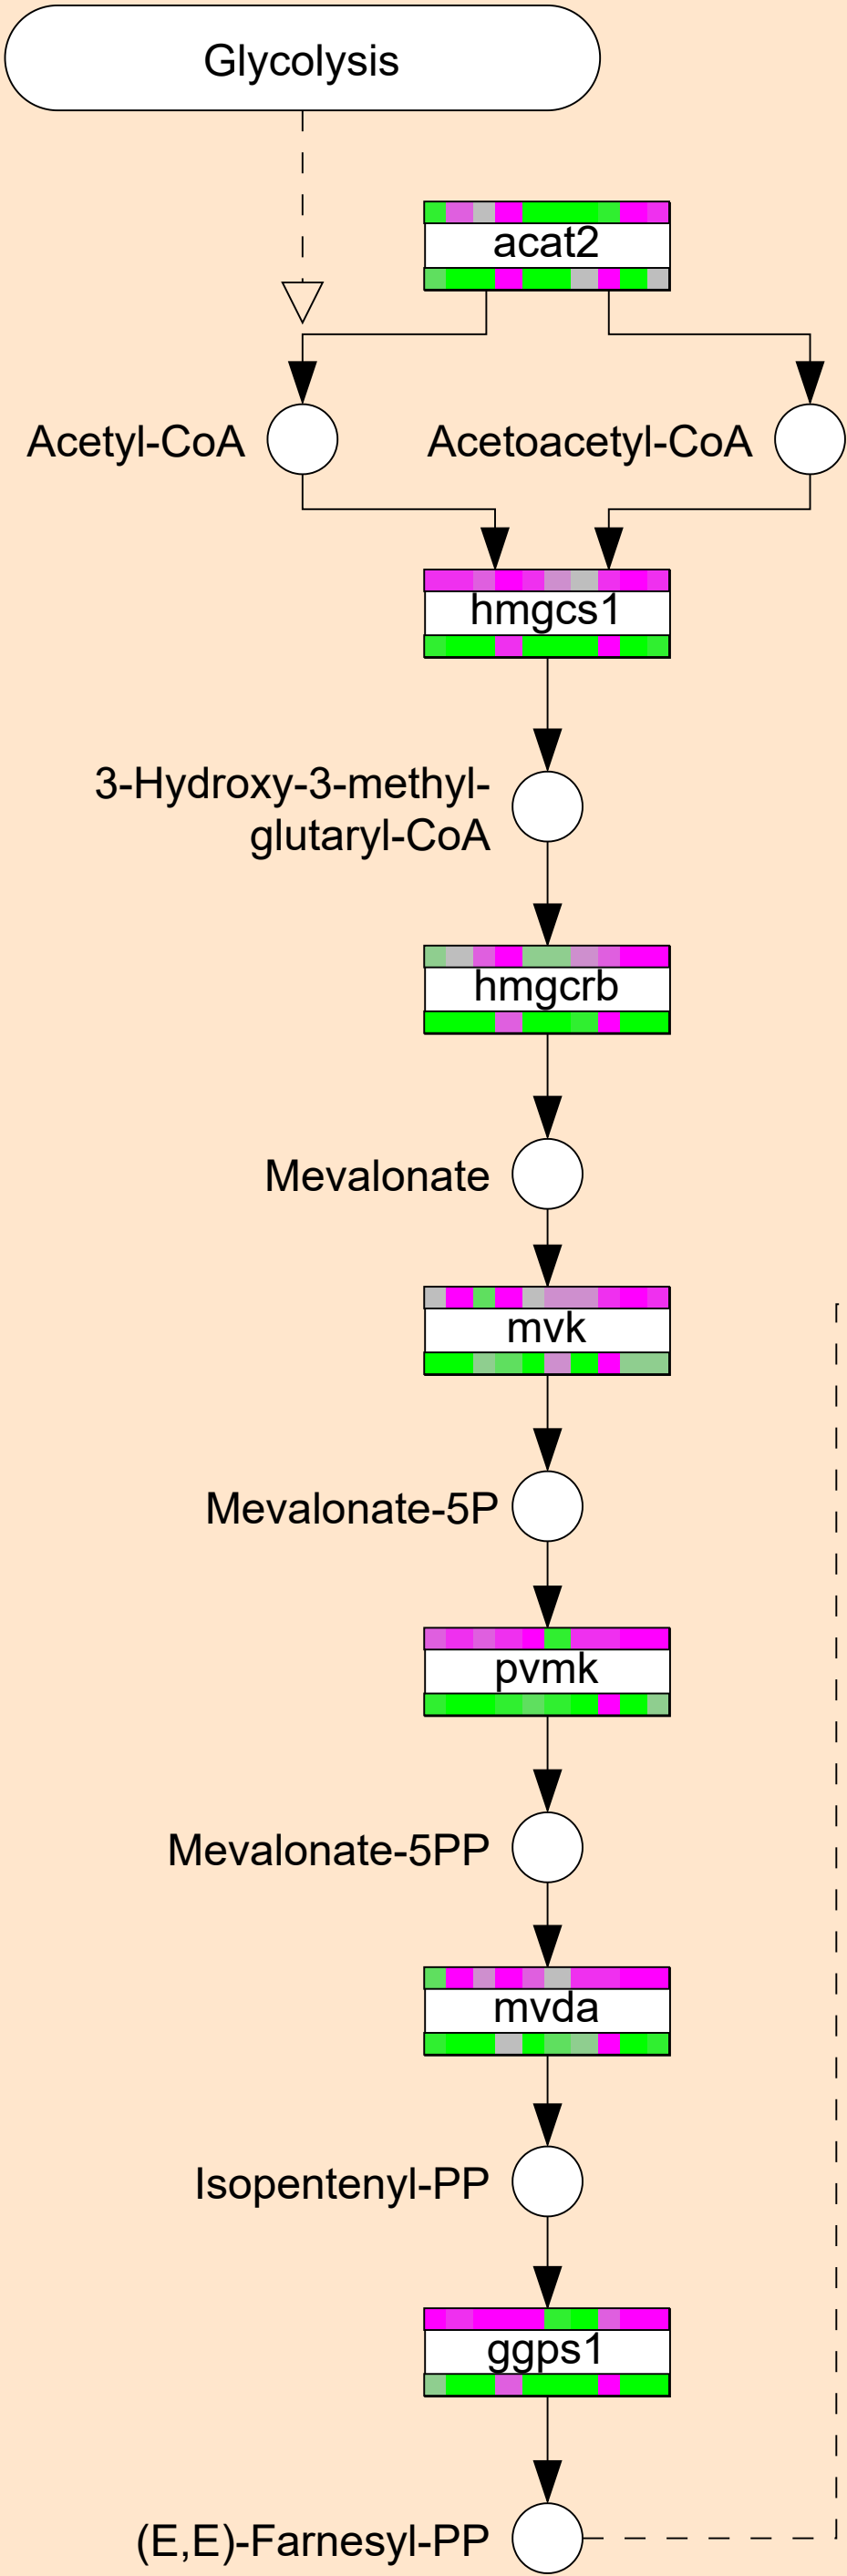 Glycolysis
acat2
Acetyl-CoA
Acetoacetyl-CoA
hmgcs1
3-Hydroxy-3-methyl-
glutaryl-CoA
hmgcrb
Mevalonate
mvk
Mevalonate-5P
pvmk
Mevalonate-5PP
mvda
Isopentenyl-PP
ggps1
(E,E)-Farnesyl-PP